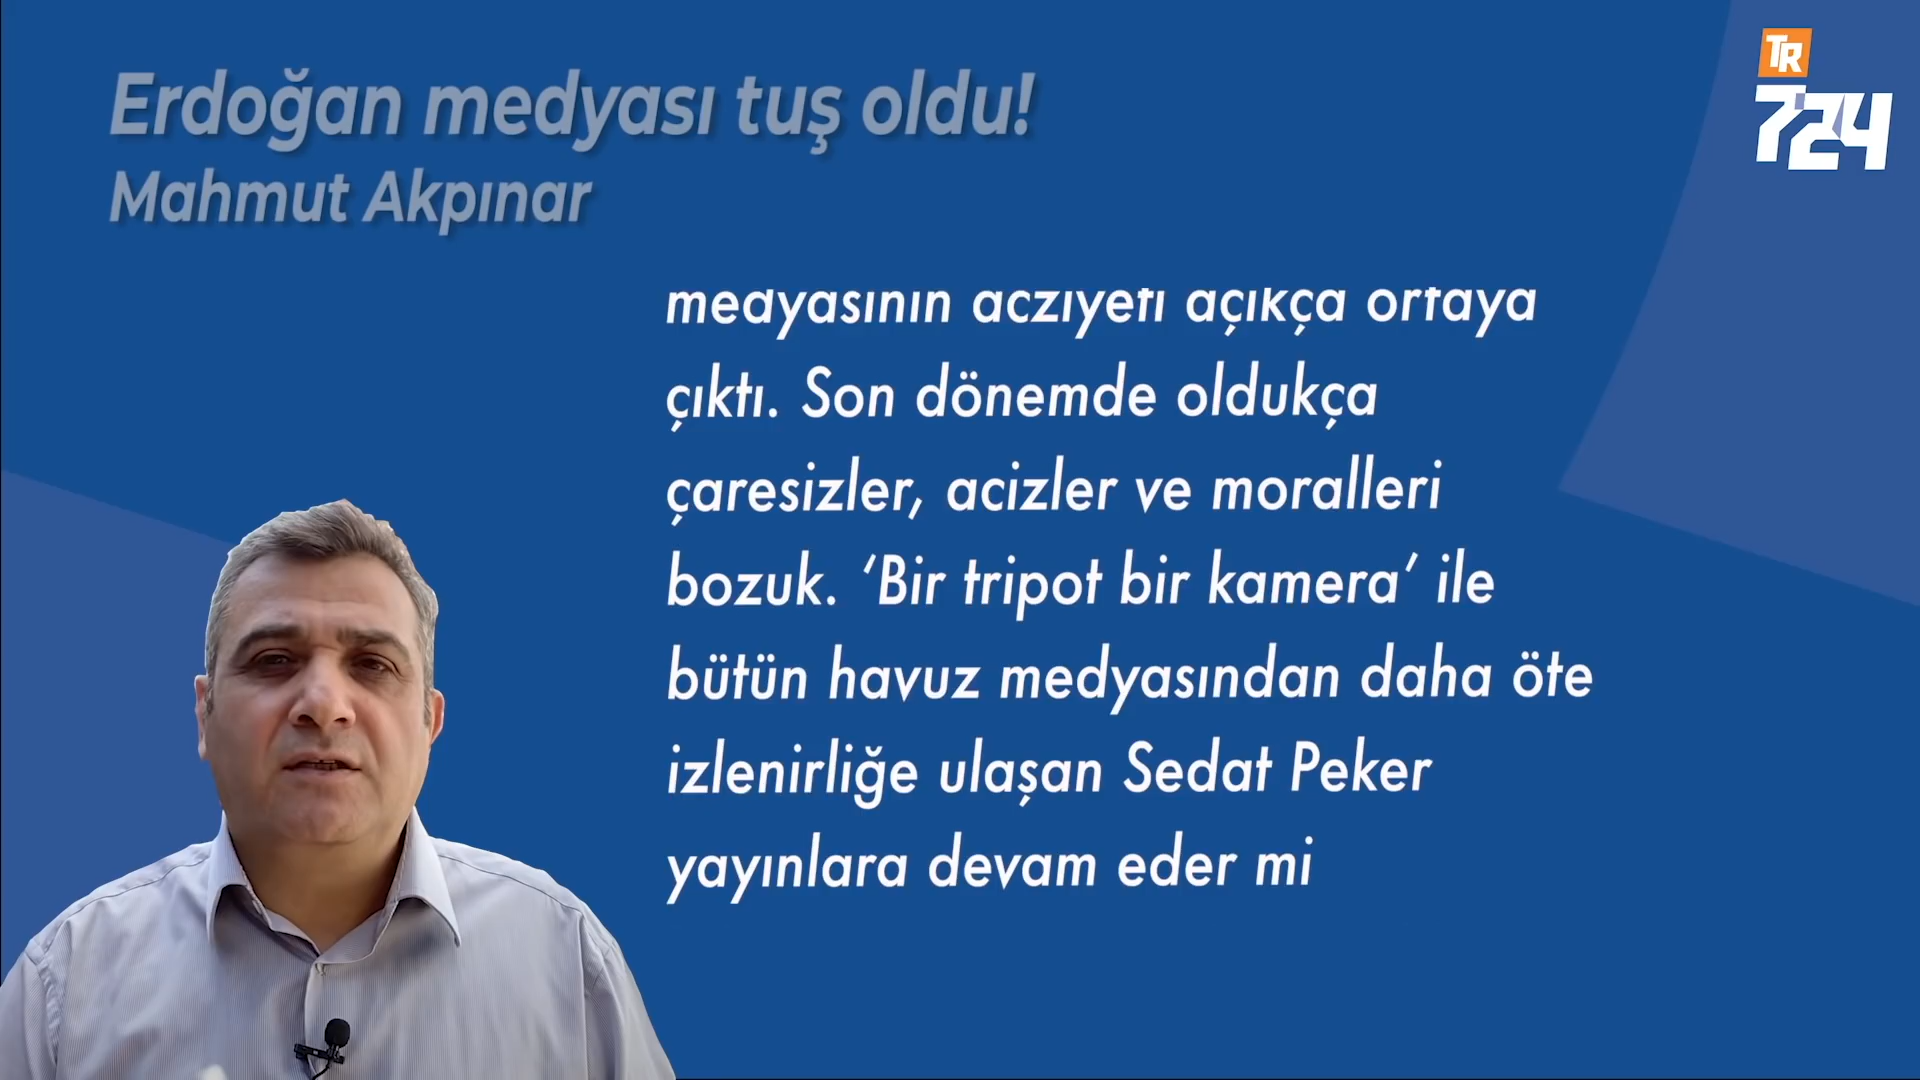 Erdoğan medyası tuş oldu!
Mahmut Akpınar
TR
724
medyasının acziyeti açıkça ortaya
çıktı. Son dönemde oldukça
çaresizler, acizler ve moralleri
bozuk. ‘Bir tripot bir kamera’ ile
bütün havuz medyasından daha öte
izlenirliğe ulaşan Sedat Peker
yayınlara devam eder mi